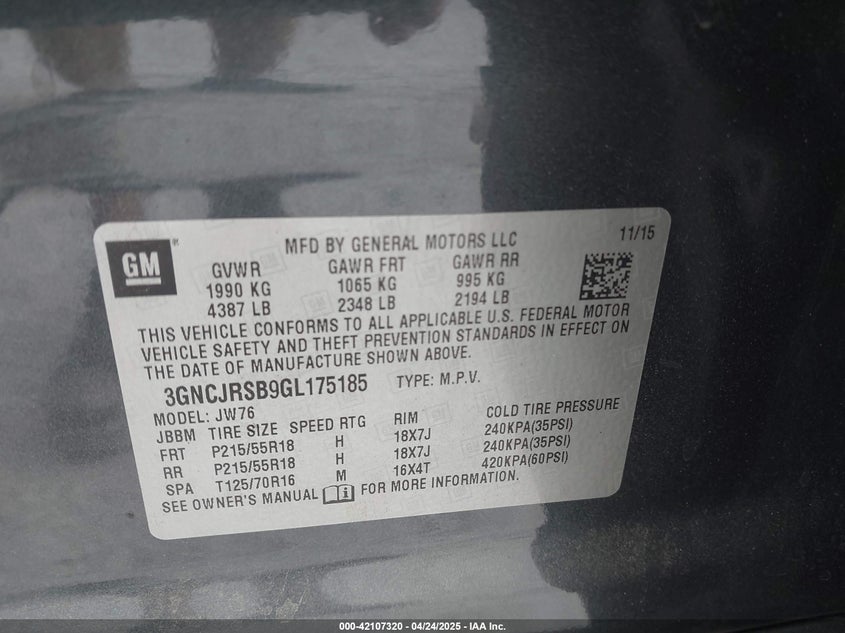 GM ®
MFD BY GENERAL MOTORS LLC 11/15
GVWR GAWR FRT GAWR RR
1990 KG 1065 KG 995 KG
4387 LB 2348 LB 2194 LB
THIS VEHICLE CONFORMS TO ALL APPLICABLE U.S. FEDERAL MOTOR
VEHICLE SAFETY AND THEFT PREVENTION STANDARDS IN EFFECT ON
THE DATE OF MANUFACTURE SHOWN ABOVE.
3GNCJRSB9GL175185 TYPE: M.P.V.
MODEL: JW76
JBBM TIRE SIZE SPEED RTG RIM COLD TIRE PRESSURE
FRT P215/55R18 H 18X7J 240KPA(35PSI)
RR P215/55R18 H 18X7J 240KPA(35PSI)
SPA T125/70R16 M 16X4T 420KPA(60PSI)
SEE OWNER'S MANUAL i FOR MORE INFORMATION.
000-42107320 - 04/24/2025 - IAA Inc.